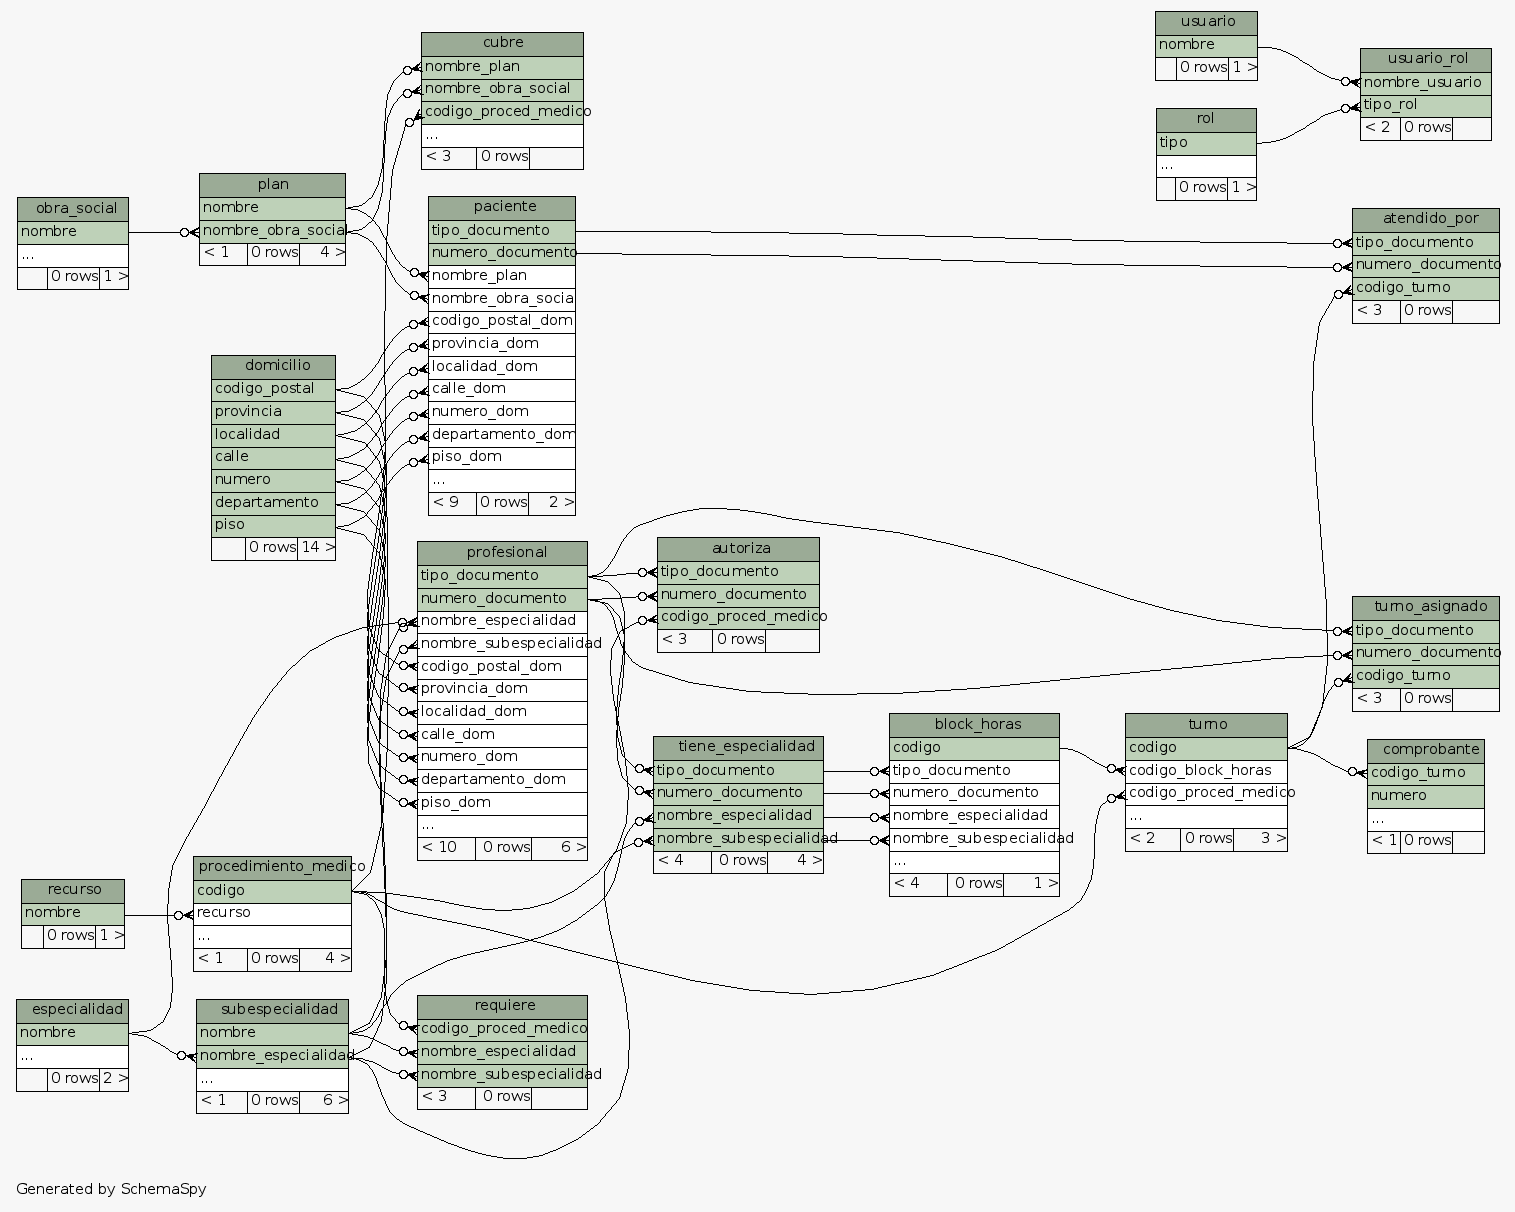 usuario
nombre
0 rows 1 >
usuario_rol
nombre_usuario
tipo_rol
< 2 0 rows
rol
tipo
...
0 rows 1 >
cubre
nombre_plan
nombre_obra_social
codigo_proced_medico
...
< 3 0 rows
plan
nombre
nombre_obra_social
< 1 0 rows 4 >
obra_social
nombre
...
0 rows 1 >
paciente
tipo_documento
numero_documento
nombre_plan
nombre_obra_socia
codigo_postal_dom
provincia_dom
localidad_dom
calle_dom
numero_dom
departamento_dom
piso_dom
...
< 9 0 rows 2 >
atendido_por
tipo_documento
numero_documento
codigo_turno
< 3 0 rows
domicilio
codigo_postal
provincia
localidad
calle
numero
departamento
piso
0 rows 14 >
profesional
tipo_documento
numero_documento
nombre_especialidad
nombre_subespecialidad
codigo_postal_dom
provincia_dom
localidad_dom
calle_dom
numero_dom
departamento_dom
piso_dom
...
< 10 0 rows 6 >
autoriza
tipo_documento
numero_documento
codigo_proced_medico
< 3 0 rows
turno_asignado
tipo_documento
numero_documento
codigo_turno
< 3 0 rows
tiene_especialidad
tipo_documento
numero_documento
nombre_especialidad
nombre_subespecialidad
< 4 0 rows 4 >
block_horas
codigo
tipo_documento
numero_documento
nombre_especialidad
nombre_subespecialidad
...
< 4 0 rows 1 >
turno
codigo
codigo_block_horas
codigo_proced_medico
...
< 2 0 rows 3 >
comprobante
codigo_turno
numero
...
< 1 0 rows
procedimiento_medico
codigo
recurso
...
< 1 0 rows 4 >
recurso
nombre
0 rows 1 >
especialidad
nombre
...
0 rows 2 >
subespecialidad
nombre
nombre_especialidad
...
< 1 0 rows 6 >
requiere
codigo_proced_medico
nombre_especialidad
nombre_subespecialidad
< 3 0 rows
Generated by SchemaSpy